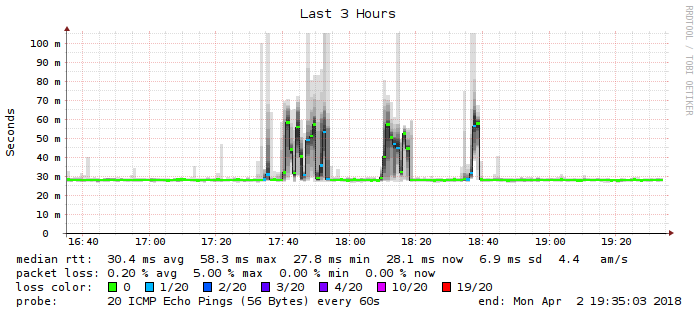 Last 3 Hours
RRDTOOL / TOBI OETIKER
Seconds
100 m
90 m
80 m
70 m
60 m
50 m
40 m
30 m
20 m
10 m
0
16:40 17:00 17:20 17:40 18:00 18:20 18:40 19:00 19:20
median rtt: 30.4 ms avg 58.3 ms max 27.8 ms min 28.1 ms now 6.9 ms sd 4.4 am/s
packet loss: 0.20 % avg 5.00 % max 0.00 % min 0.00 % now
loss color: 0 1/20 2/20 3/20 4/20 10/20 19/20
probe: 20 ICMP Echo Pings (56 Bytes) every 60s end: Mon Apr 2 19:35:03 2018